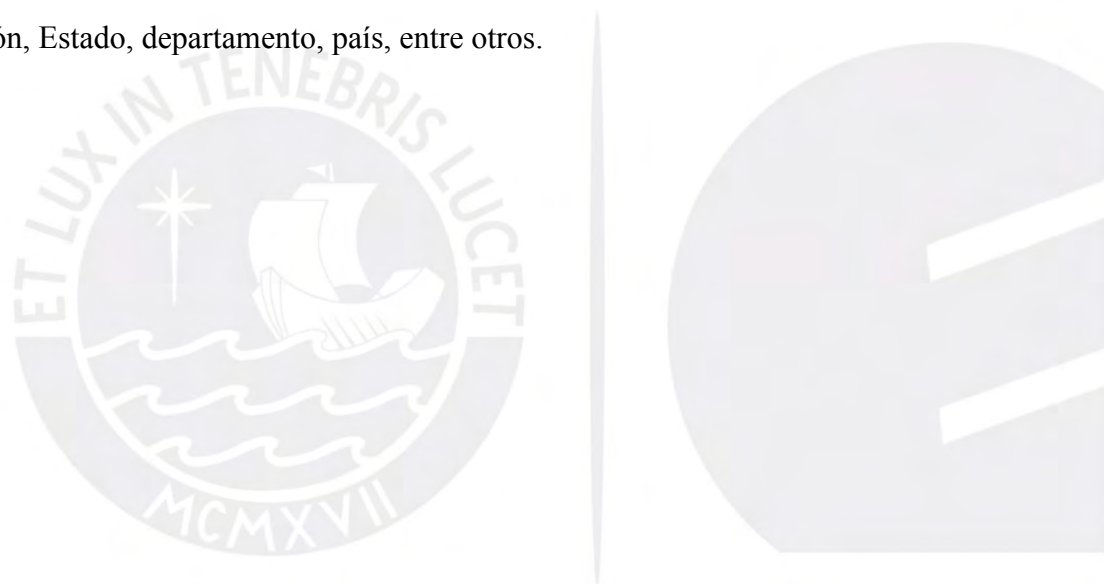 ón, Estado, departamento, país, entre otros.
ET LUX IN TENEBRIS LUCET
MCMXVII